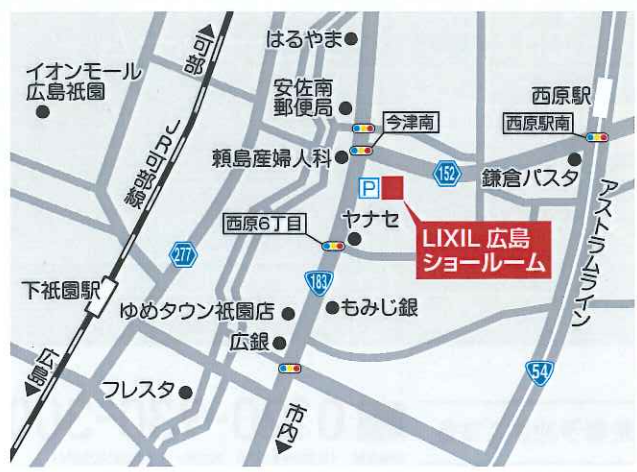 はるやま
可部
イオンモール
広島祇園
安佐南
郵便局
西原駅
今津南
西原駅南
JR可部線
頼島産婦人科
152
鎌倉パスタ
P
ヤナセ
西原6丁目
LIXIL 広島
ショールーム
アストラムライン
277
183
下祇園駅
ゆめタウン祇園店
もみじ銀
広銀
広島
54
フレスタ
市内